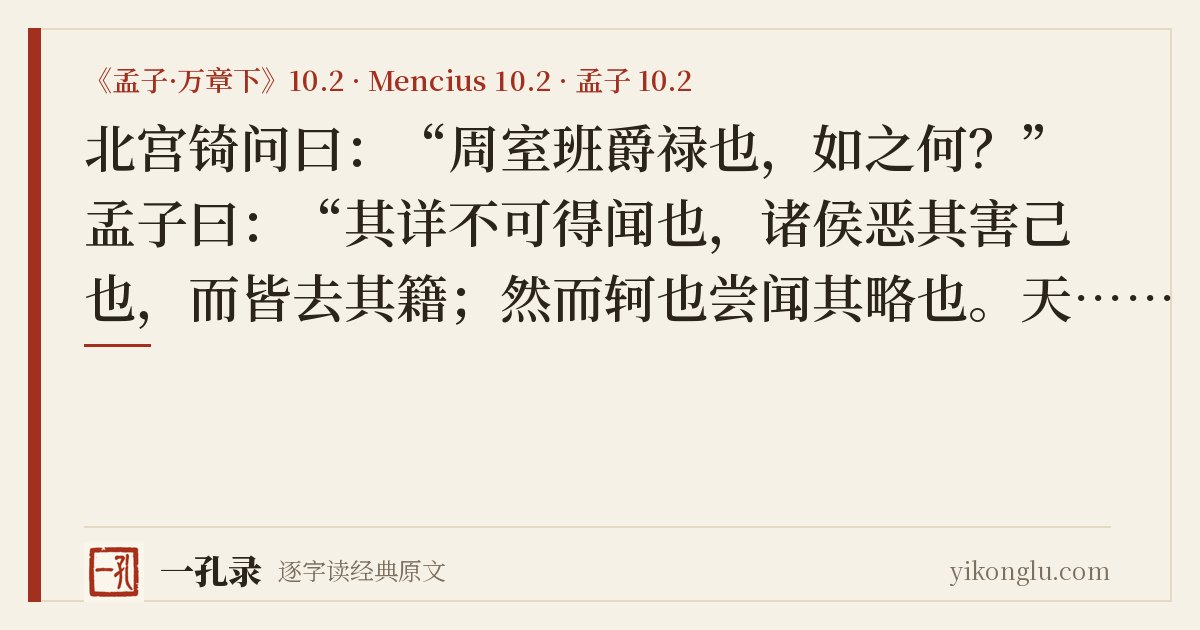 《孟子·万章下》10.2 · Mencius 10.2 · 孟子 10.2
北宫锜问曰：“周室班爵禄也，如之何？”
孟子曰：“其详不可得闻也，诸侯恶其害己
也，而皆去其籍；然而轲也尝闻其略也。天……
一孔
一孔录 逐字读经典原文
yikonglu.com